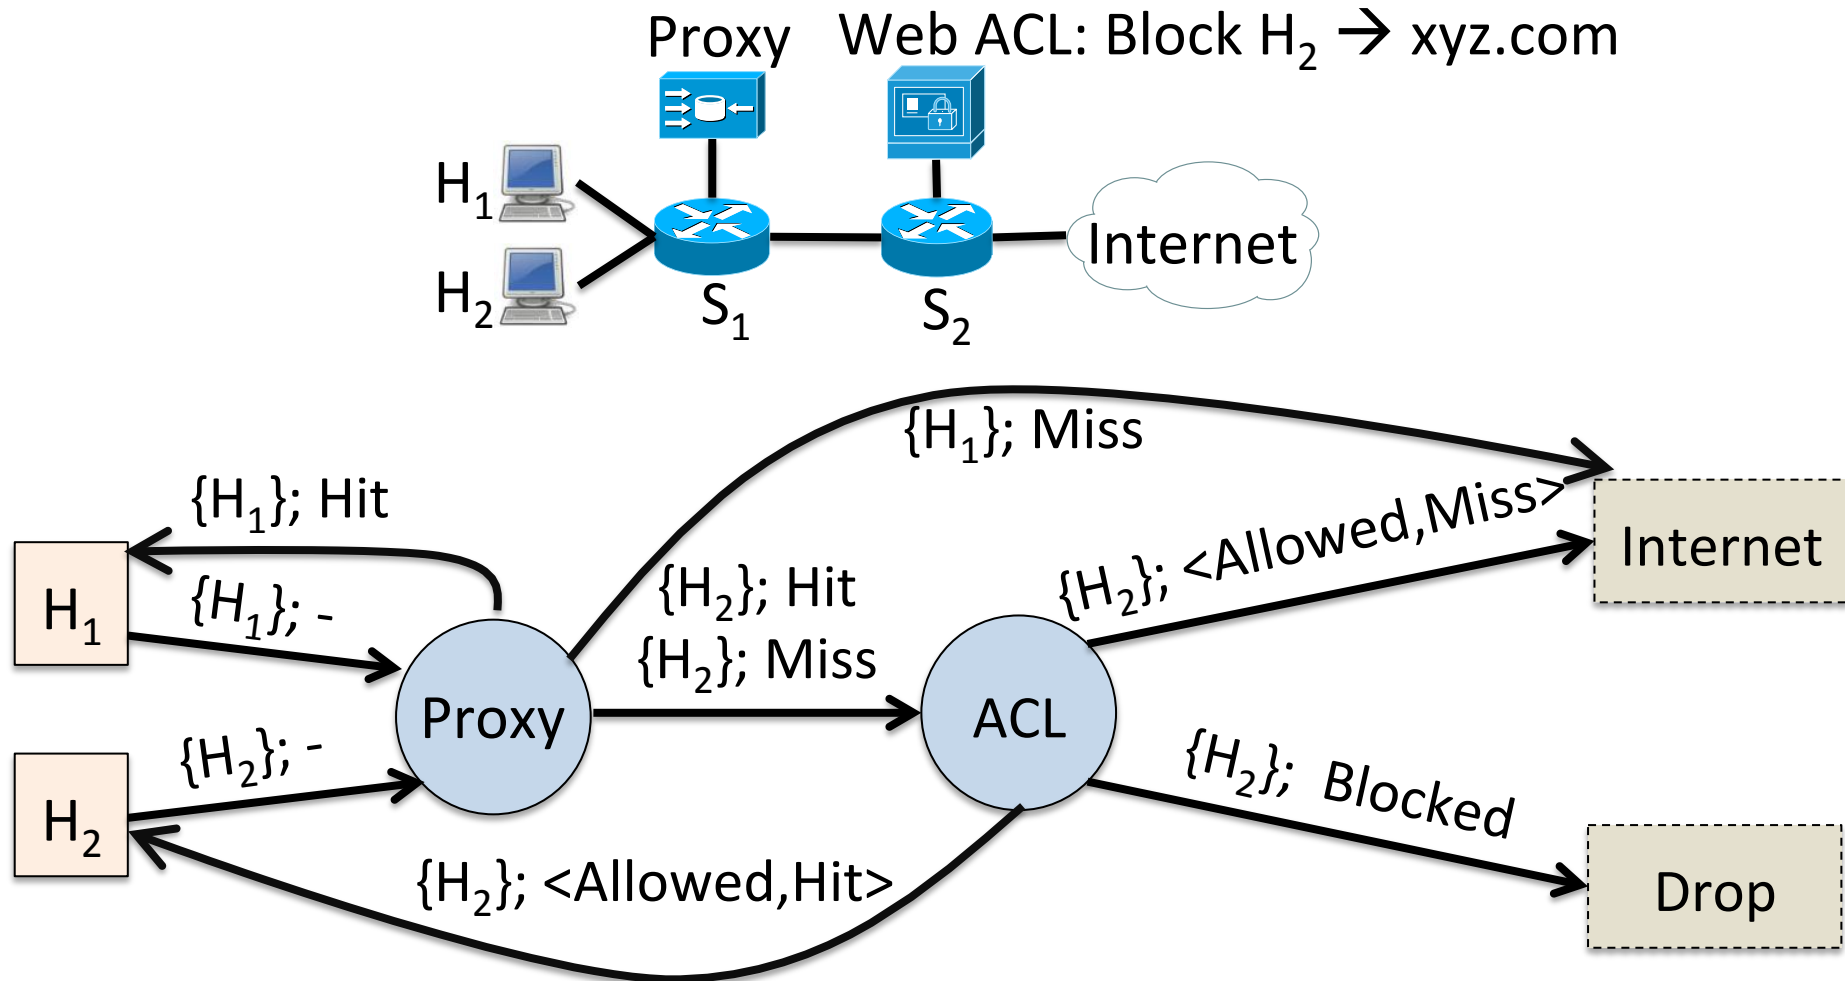 Proxy
Web ACL: Block H₂ → xyz.com
H₁
H₂
S₁
S₂
Internet
{H₁}; Miss
{H₁}; Hit
{H₂}; <Allowed,Miss>
Internet
H₁
{H₁}; -
{H₂}; Hit
{H₂}; Miss
Proxy
ACL
{H₂}; -
{H₂}; Blocked
H₂
{H₂}; <Allowed,Hit>
Drop